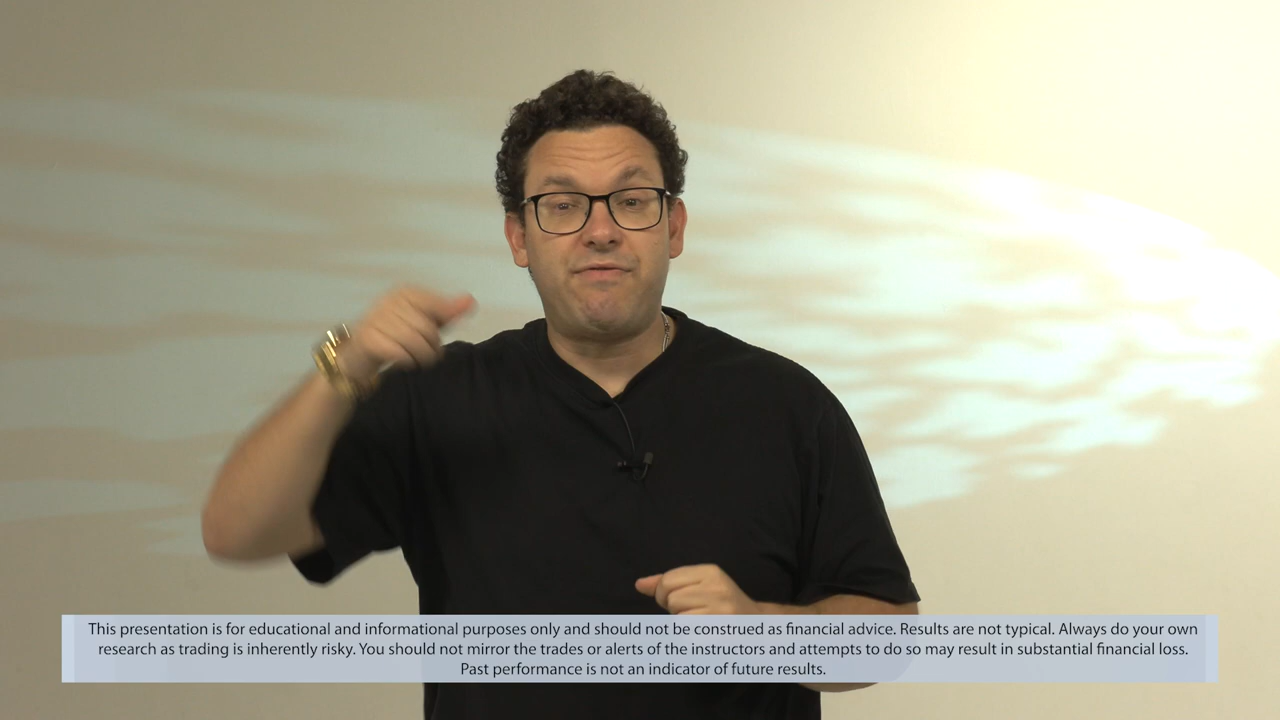 This presentation is for educational and informational purposes only and should not be construed as financial advice. Results are not typical. Always do your own
research as trading is inherently risky. You should not mirror the trades or alerts of the instructors and attempts to do so may result in substantial financial loss.
Past performance is not an indicator of future results.